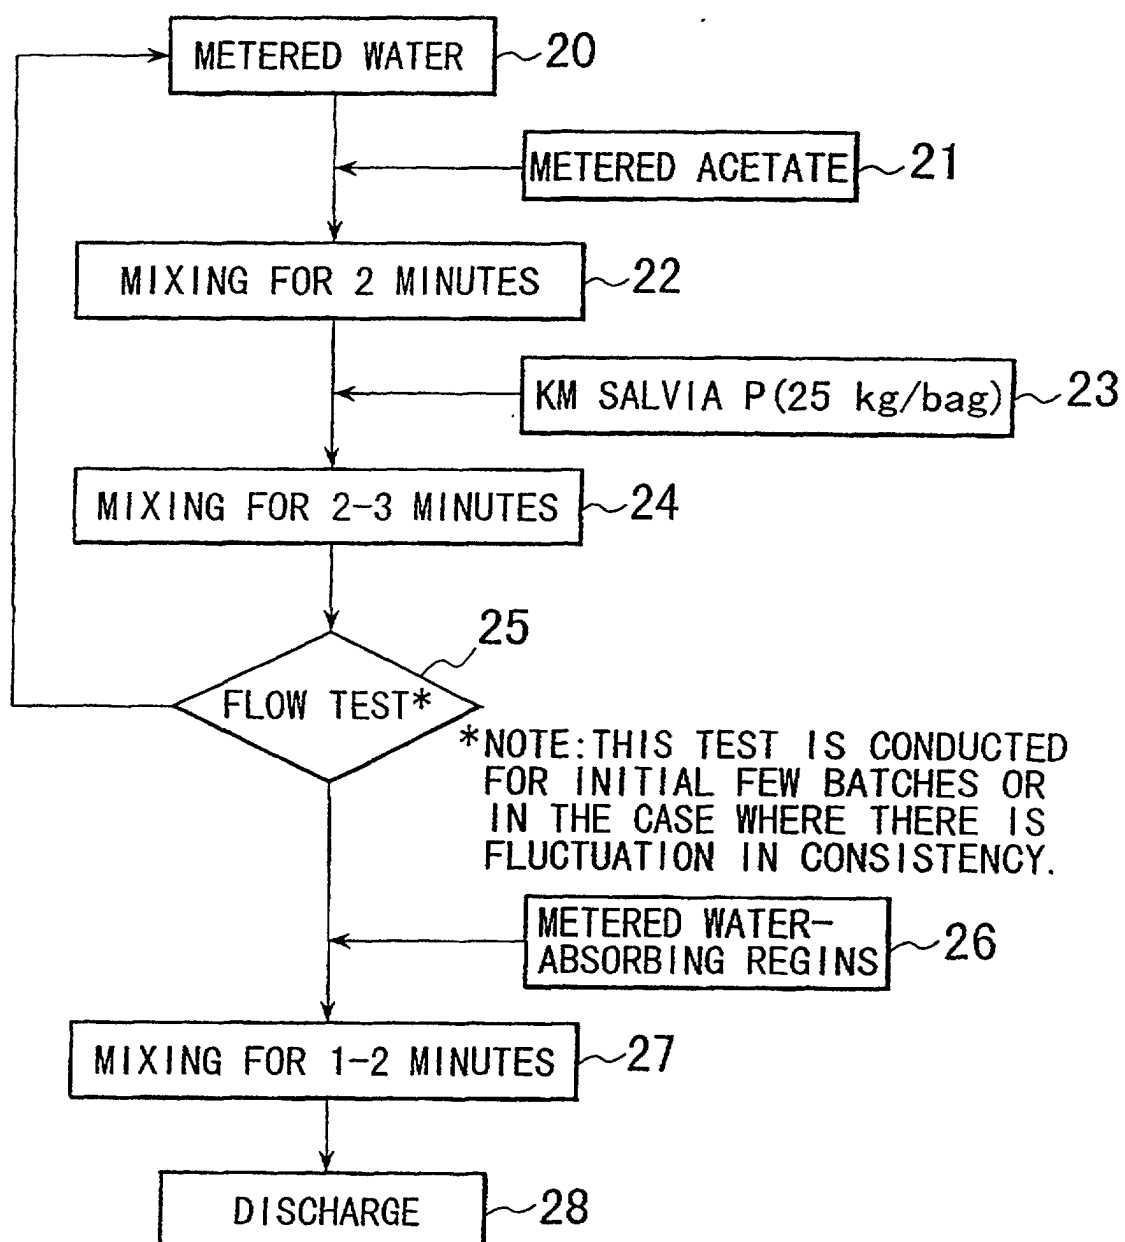 METERED WATER 20
METERED ACETATE 21
MIXING FOR 2 MINUTES 22
KM SALVIA P(25 kg/bag) 23
MIXING FOR 2-3 MINUTES 24
25
FLOW TEST*
*NOTE:THIS TEST IS CONDUCTED
FOR INITIAL FEW BATCHES OR
IN THE CASE WHERE THERE IS
FLUCTUATION IN CONSISTENCY.
METERED WATER-
ABSORBING REGINS
26
MIXING FOR 1-2 MINUTES 27
DISCHARGE 28